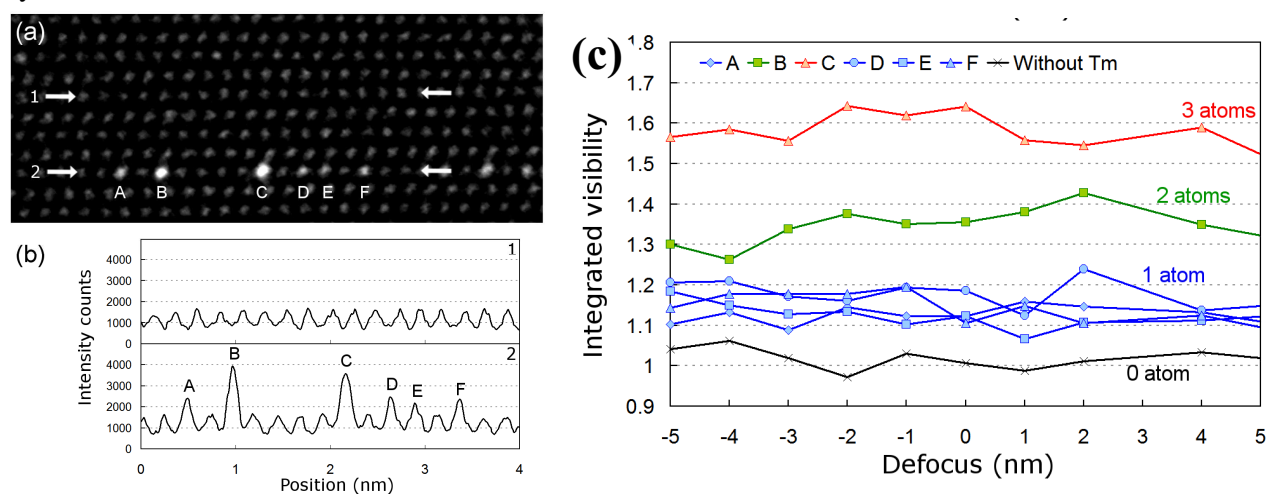 (a)
1
2
A B C D E F
(b)
1
4000
3000
2000
1000
0
2
4000
3000
2000
1000
0
A B C D E F
0 1 2 3 4
Intensity counts
Position (nm)
(c)
A B C D E F Without Tm
1.8
1.7
1.6
1.5
1.4
1.3
1.2
1.1
1
0.9
3 atoms
2 atoms
1 atom
0 atom
-5 -4 -3 -2 -1 0 1 2 4 5
Integrated visibility
Defocus (nm)